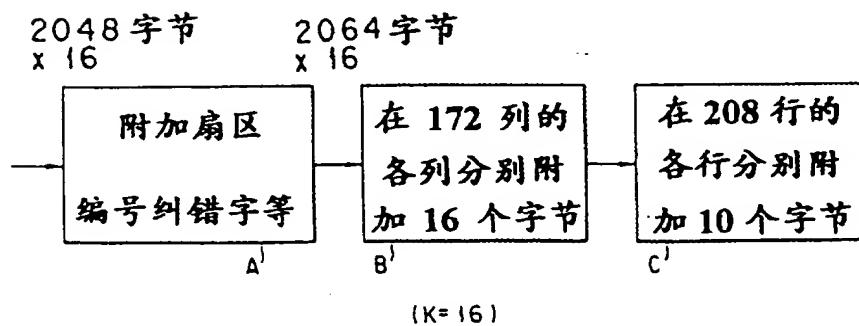 2048字节
x 16
2064字节
x 16
附加扇区
编号纠错字等
A'
在 172 列的
各列分别附
加 16 个字节
B'
在 208 行的
各行分别附
加 10 个字节
C'
(K=16)